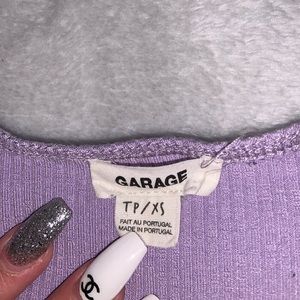 GARAGE
TP/XS
FAIT AU PORTUGAL
MADE IN PORTUGAL